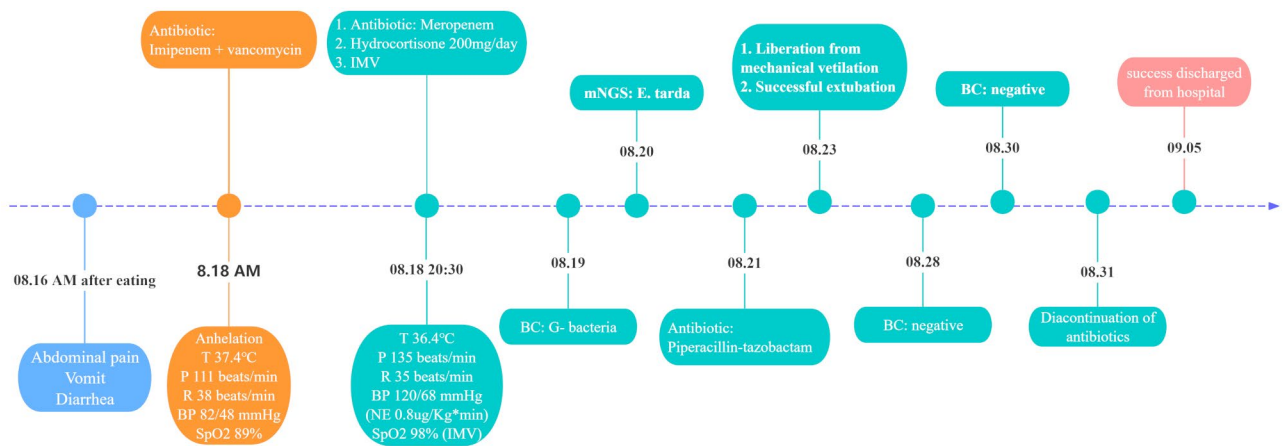 Antibiotic:
Imipenem + vancomycin
1. Antibiotic: Meropenem
2. Hydrocortisone 200mg/day
3. IMV
mNGS: E. tarda
1. Liberation from
mechanical vetilation
2. Successful extubation
BC: negative
success discharged
from hospital
08.20
08.23
08.30
09.05
08.16 AM after eating
8.18 AM
08.18 20:30
08.19
08.21
08.28
08.31
Abdominal pain
Vomit
Diarrhea
Anhelation
T 37.4℃
P 111 beats/min
R 38 beats/min
BP 82/48 mmHg
SpO2 89%
T 36.4℃
P 135 beats/min
R 35 beats/min
BP 120/68 mmHg
(NE 0.8ug/Kg*min)
SpO2 98% (IMV)
BC: G- bacteria
Antibiotic:
Piperacillin-tazobactam
BC: negative
Diacontinuation of
antibiotics